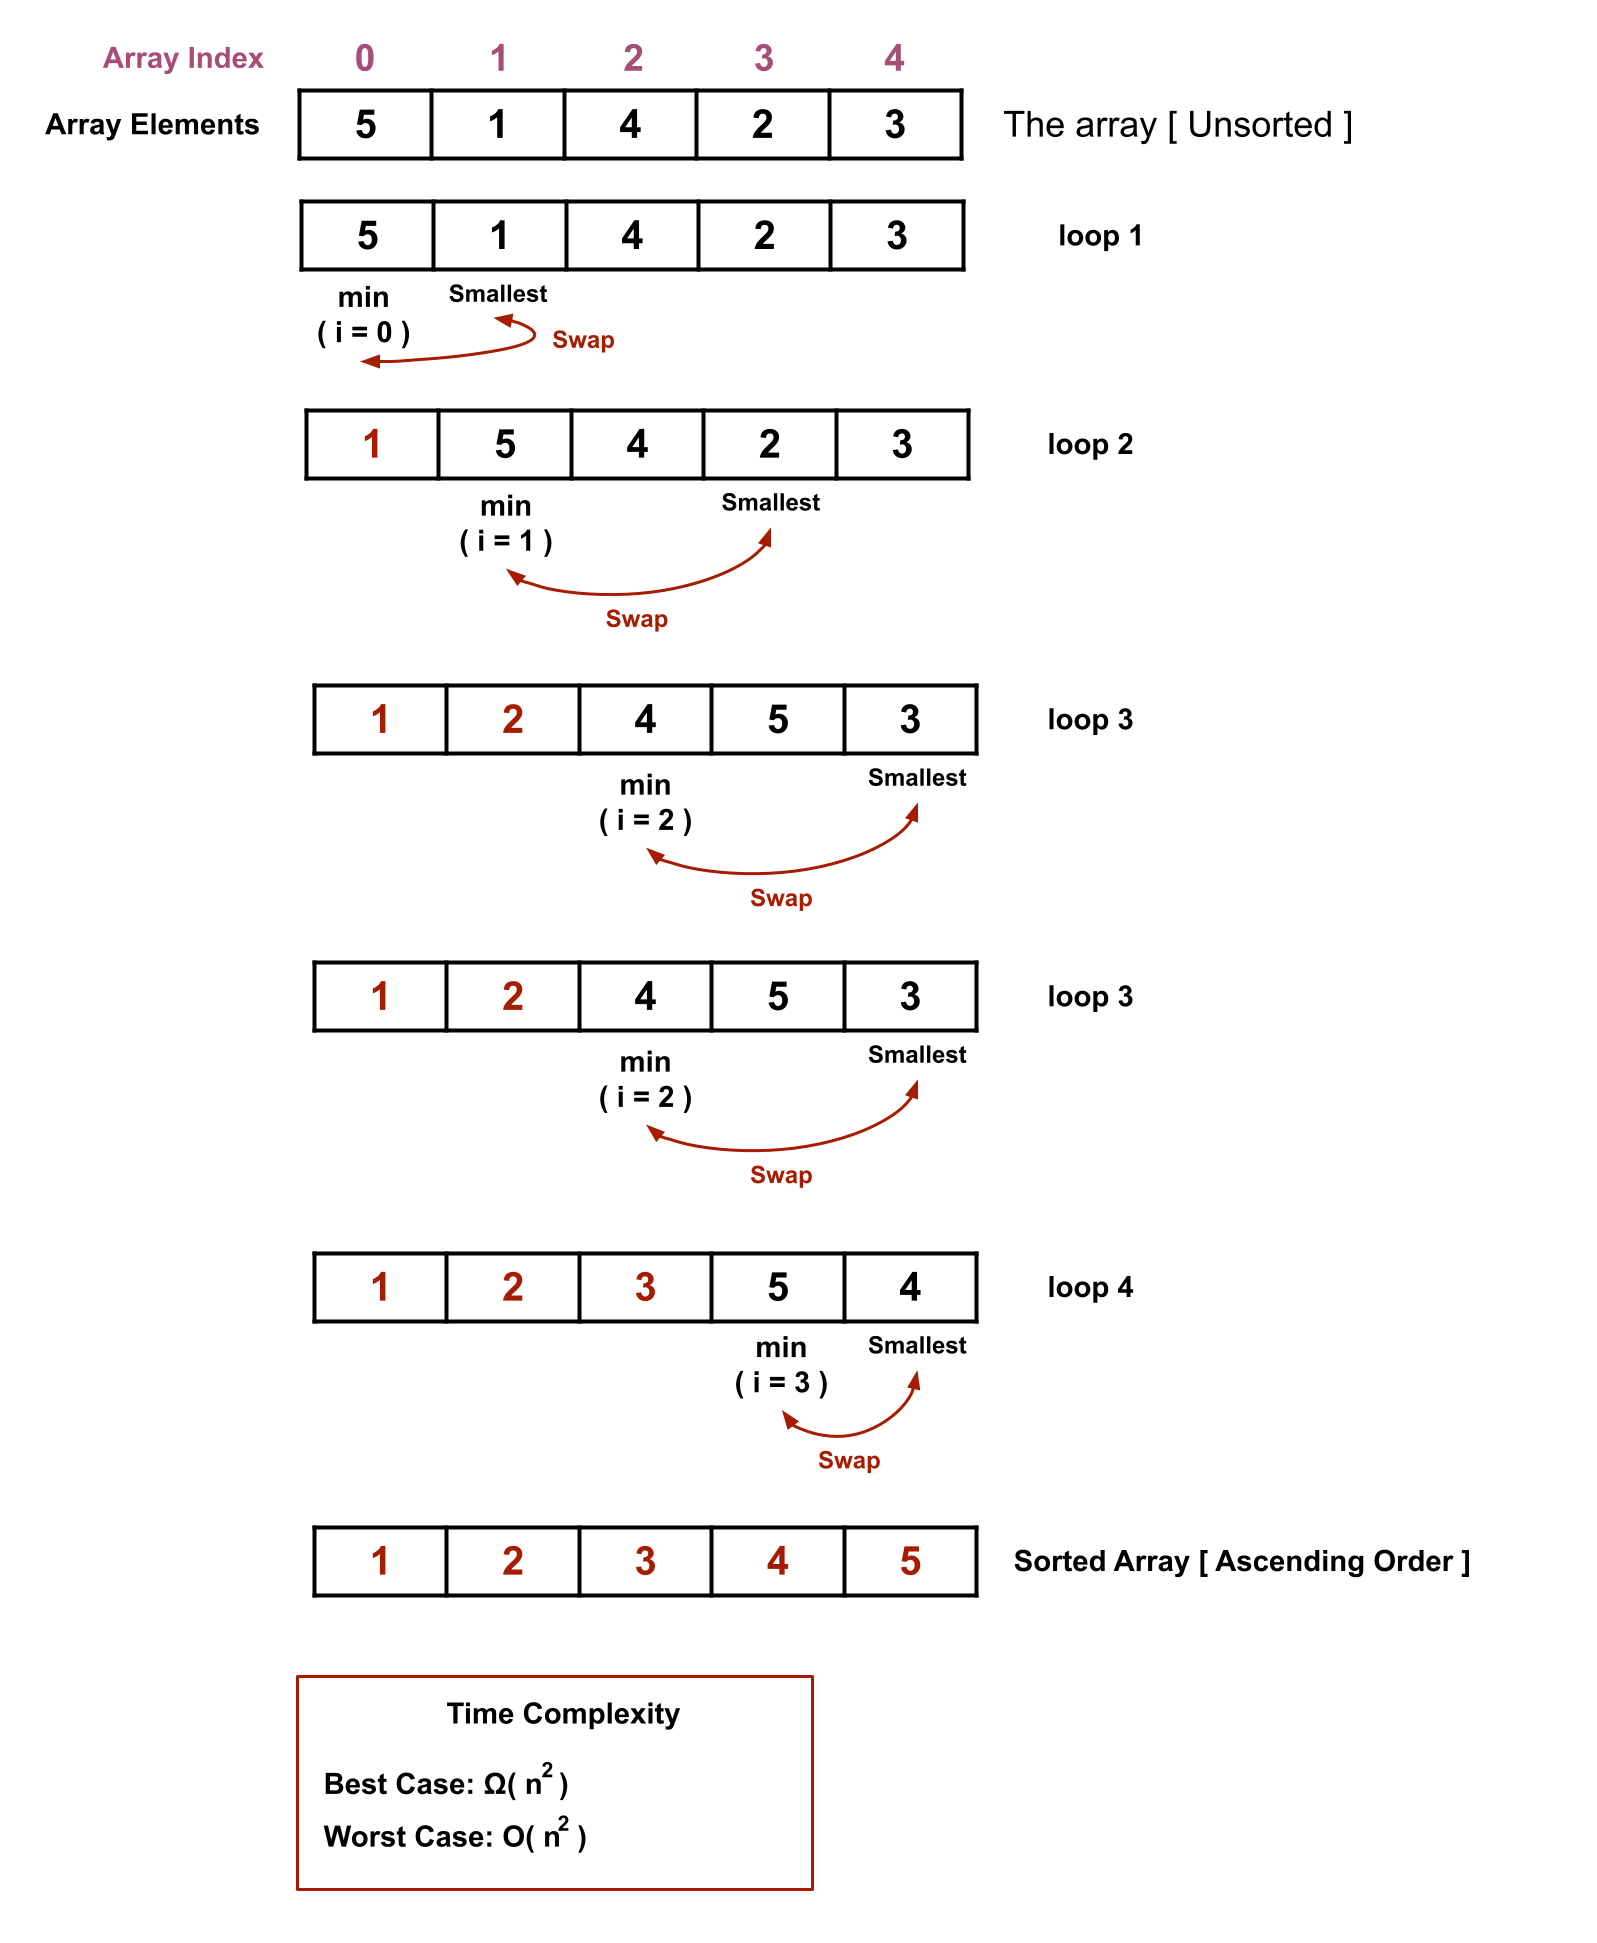 Array Index 0 1 2 3 4
Array Elements 5 1 4 2 3 The array [ Unsorted ]
5 1 4 2 3 loop 1
min Smallest
( i = 0 ) Swap
1 5 4 2 3 loop 2
min Smallest
( i = 1 )
Swap
1 2 4 5 3 loop 3
min Smallest
( i = 2 )
Swap
1 2 4 5 3 loop 3
min Smallest
( i = 2 )
Swap
1 2 3 5 4 loop 4
min Smallest
( i = 3 )
Swap
1 2 3 4 5 Sorted Array [ Ascending Order ]
Time Complexity
Best Case: Ω( n² )
Worst Case: O( n² )